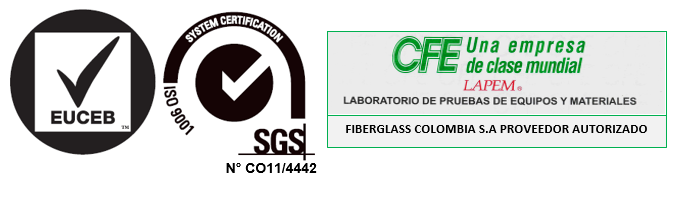 EUCEB
TM
SYSTEM CERTIFICATION
ISO 9001
SGS
N° CO11/4442
CFE Una empresa
de clase mundial
LAPEM®
LABORATORIO DE PRUEBAS DE EQUIPOS Y MATERIALES
FIBERGLASS COLOMBIA S.A PROVEEDOR AUTORIZADO